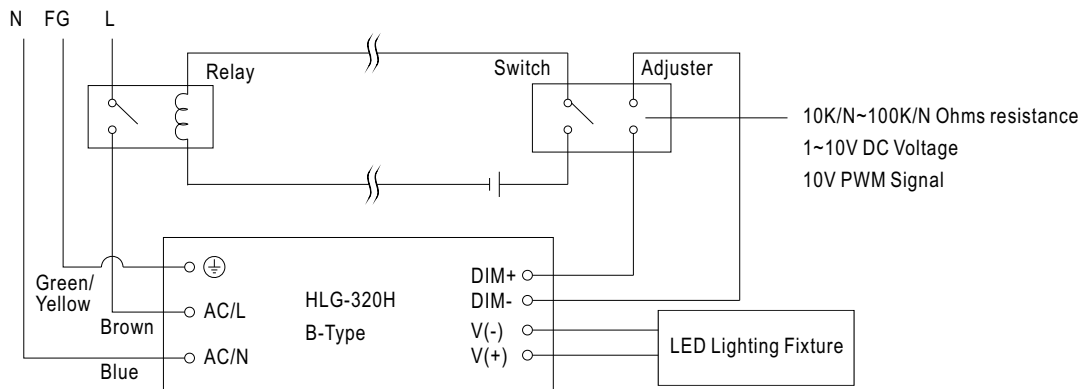 N FG L
Relay
Switch
Adjuster
10K/N~100K/N Ohms resistance
1~10V DC Voltage
10V PWM Signal
Green/
Yellow
Brown
Blue
AC/L
AC/N
HLG-320H
B-Type
DIM+
DIM-
V(-)
V(+)
LED Lighting Fixture